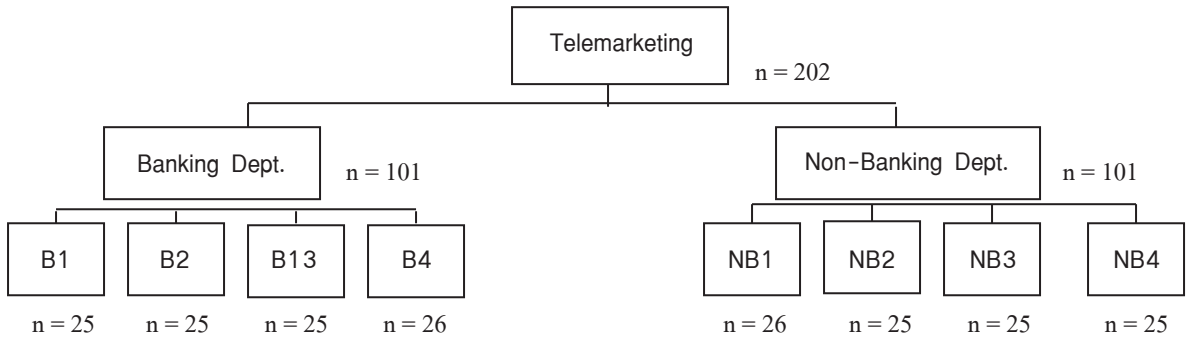 Telemarketing
n = 202
Banking Dept.
n = 101
Non-Banking Dept.
n = 101
B1
B2
B13
B4
NB1
NB2
NB3
NB4
n = 25
n = 25
n = 25
n = 26
n = 26
n = 25
n = 25
n = 25